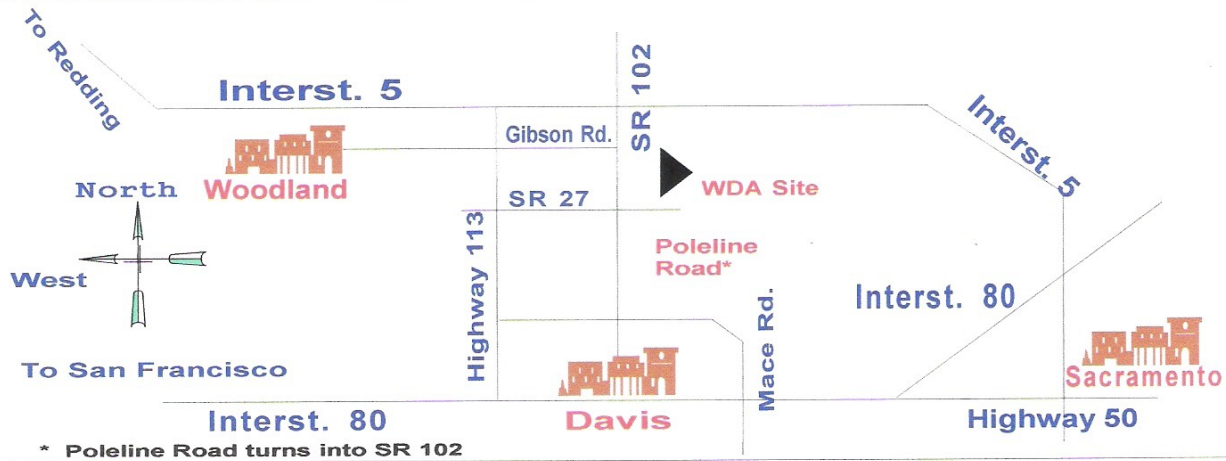 To Redding
Interst. 5
SR 102
Interst. 5
Gibson Rd.
Woodland
WDA Site
North
SR 27
Highway 113
Poleline
Road*
West
Interst. 80
Mace Rd.
To San Francisco
Sacramento
Interst. 80
Davis
Highway 50
* Poleline Road turns into SR 102